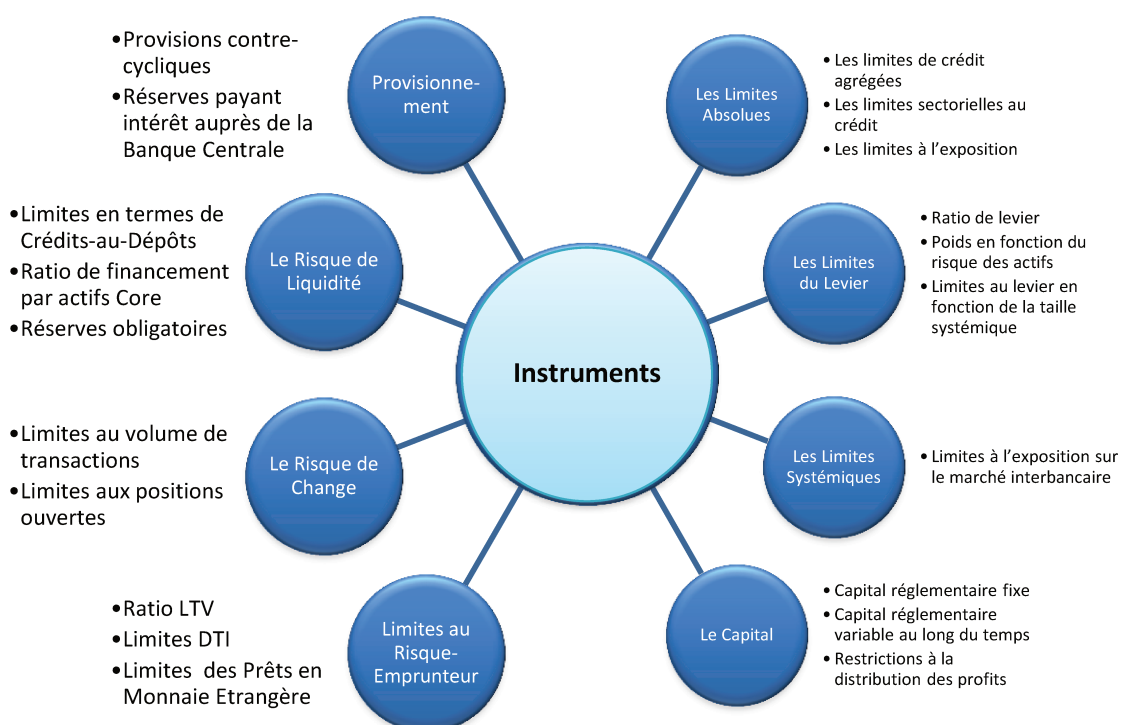 •Provisions contre-
cycliques
•Réserves payant
intérêt auprès de la
Banque Centrale
Provisionne-
ment
Les Limites
Absolues
• Les limites de crédit
agrégées
• Les limites sectorielles au
crédit
• Les limites à l'exposition
•Limites en termes de
Crédits-au-Dépôts
•Ratio de financement
par actifs Core
•Réserves obligatoires
Le Risque de
Liquidité
Les Limites
du Levier
• Ratio de levier
• Poids en fonction du
risque des actifs
• Limites au levier en
fonction de la taille
systémique
Instruments
•Limites au volume de
transactions
•Limites aux positions
ouvertes
Le Risque de
Change
Les Limites
Systémiques
• Limites à l'exposition sur
le marché interbancaire
•Ratio LTV
•Limites DTI
•Limites  des Prêts en
Monnaie Etrangère
Limites au
Risque-
Emprunteur
Le Capital
• Capital réglementaire fixe
• Capital réglementaire
variable au long du temps
• Restrictions à la
distribution des profits